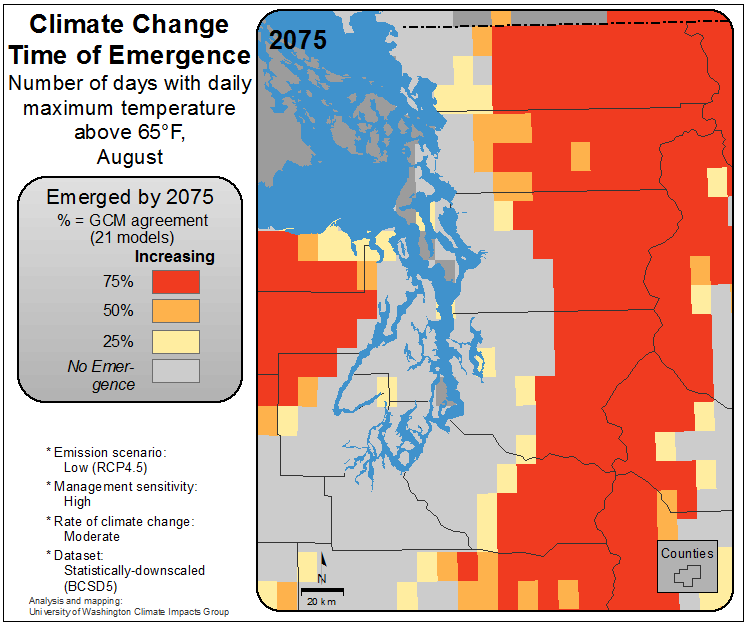 Climate Change
Time of Emergence
Number of days with daily
maximum temperature
above 65°F,
August
Emerged by 2075
% = GCM agreement
(21 models)
Increasing
75%
50%
25%
No Emer-
gence
* Emission scenario:
Low (RCP4.5)
* Management sensitivity:
High
* Rate of climate change:
Moderate
* Dataset:
Statistically-downscaled
(BCSD5)
Analysis and mapping:
University of Washington Climate Impacts Group
2075
N
20 km
Counties